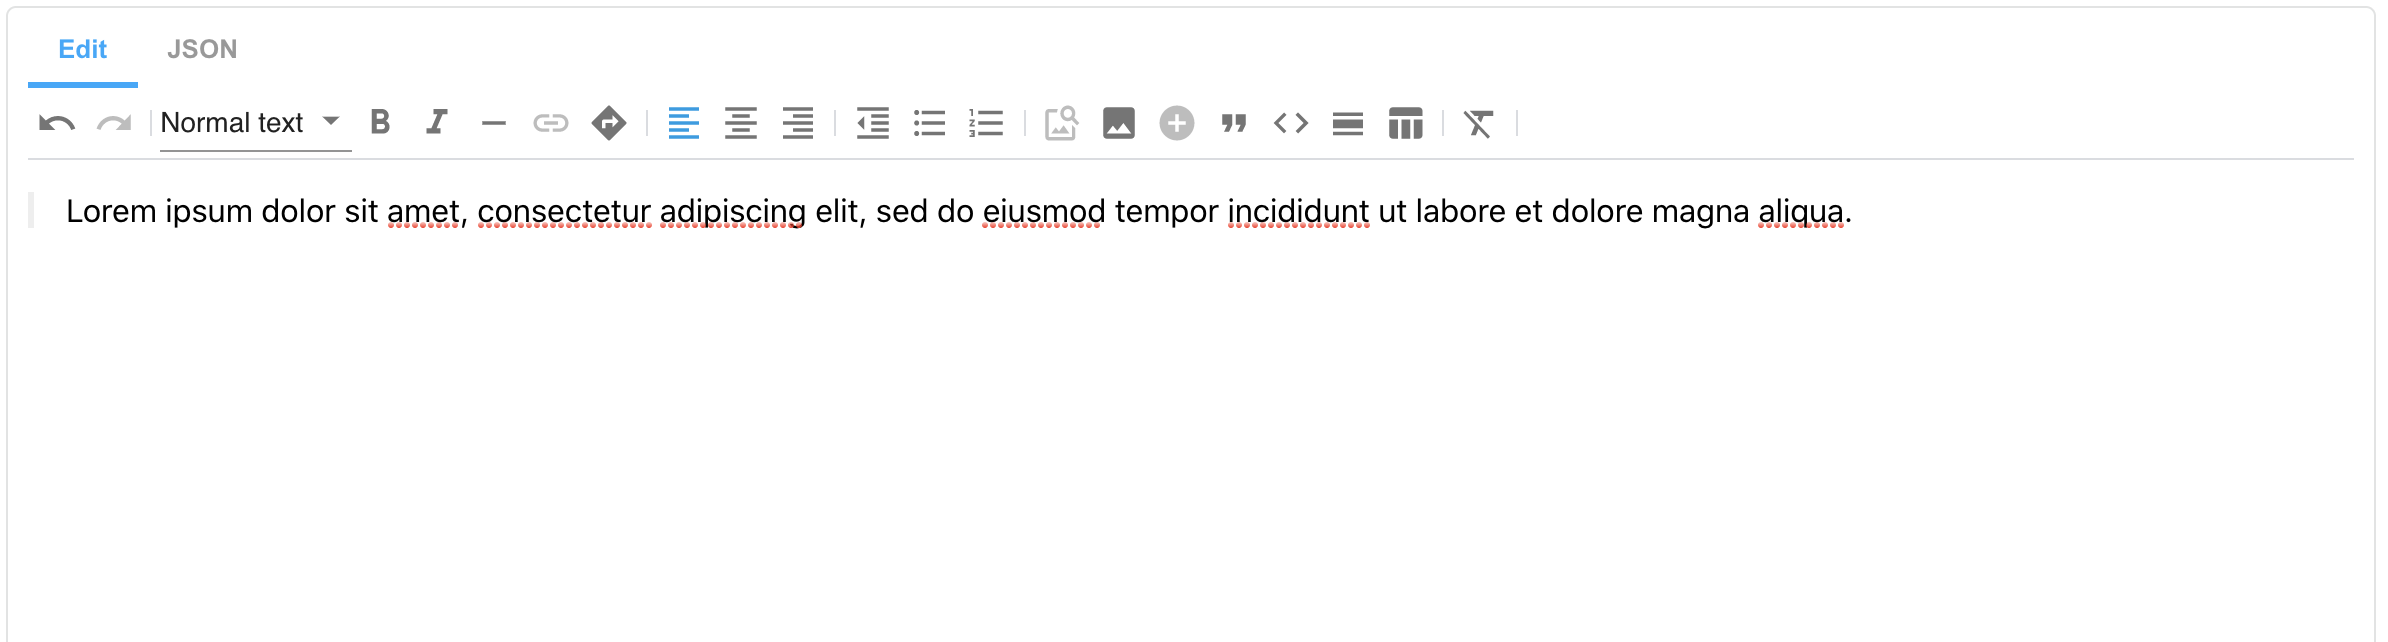 Edit JSON
Normal text
Lorem ipsum dolor sit amet, consectetur adipiscing elit, sed do eiusmod tempor incididunt ut labore et dolore magna aliqua.